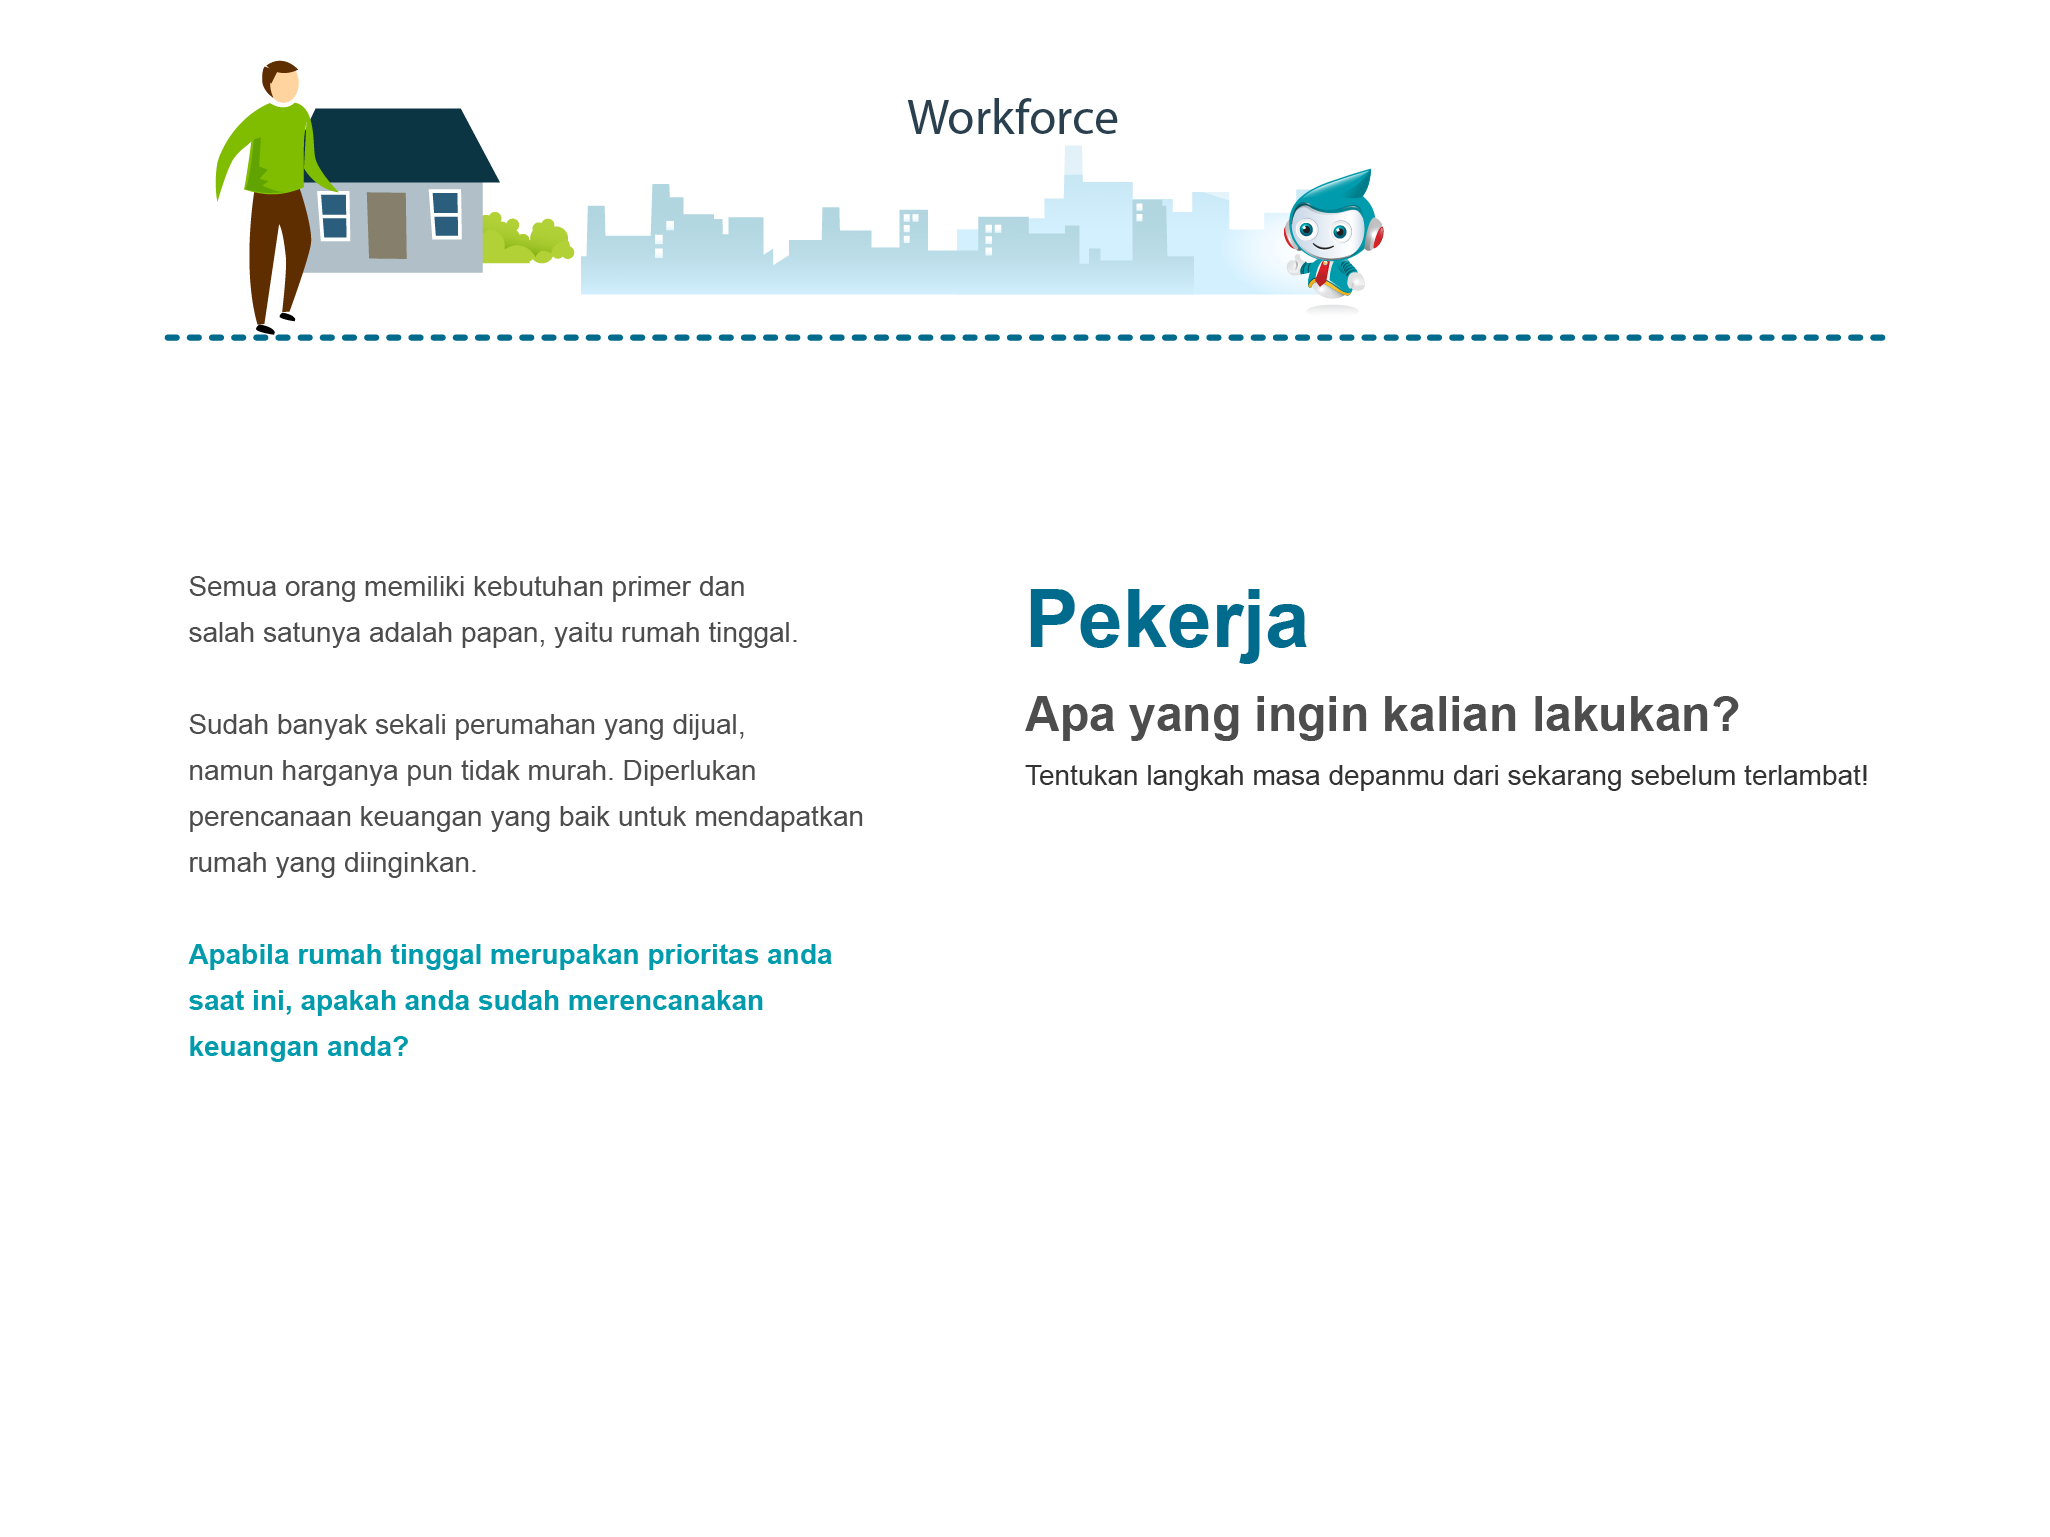 Workforce
Semua orang memiliki kebutuhan primer dan
salah satunya adalah papan, yaitu rumah tinggal.
Sudah banyak sekali perumahan yang dijual,
namun harganya pun tidak murah. Diperlukan
perencanaan keuangan yang baik untuk mendapatkan
rumah yang diinginkan.
Apabila rumah tinggal merupakan prioritas anda
saat ini, apakah anda sudah merencanakan
keuangan anda?
Pekerja
Apa yang ingin kalian lakukan?
Tentukan langkah masa depanmu dari sekarang sebelum terlambat!